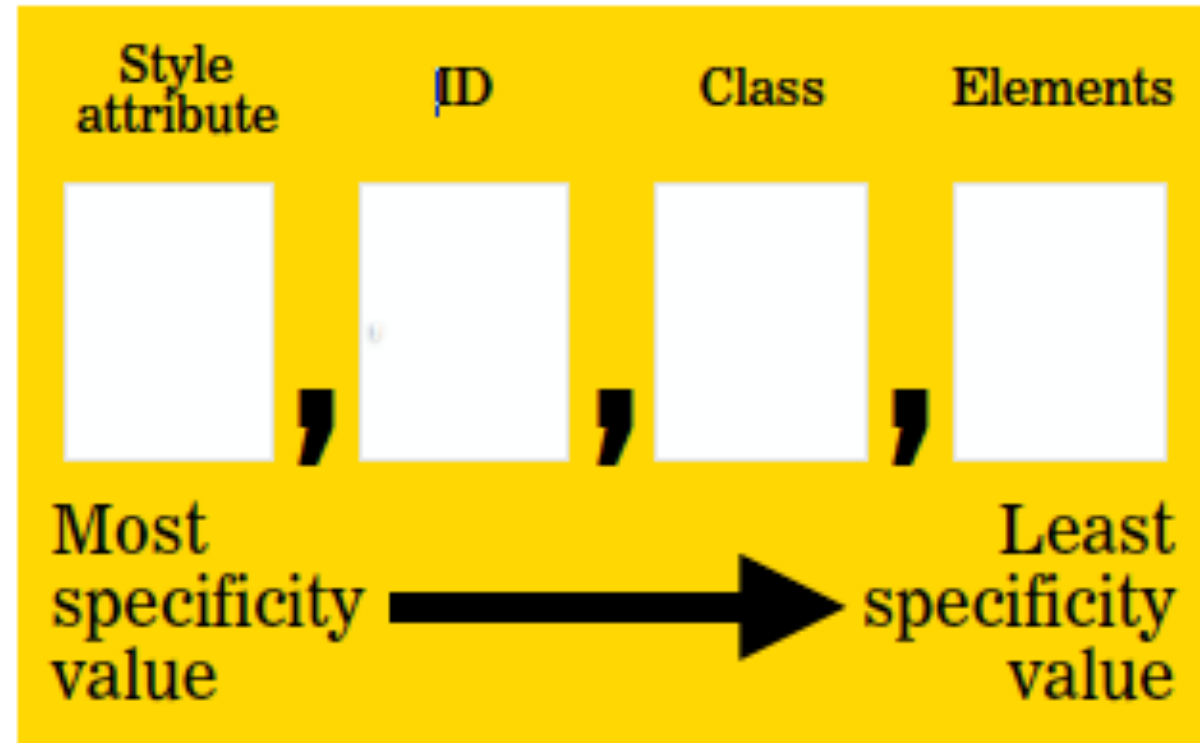 Style
attribute
ID
Class
Elements
, , ,
Most
specificity
value
Least
specificity
value